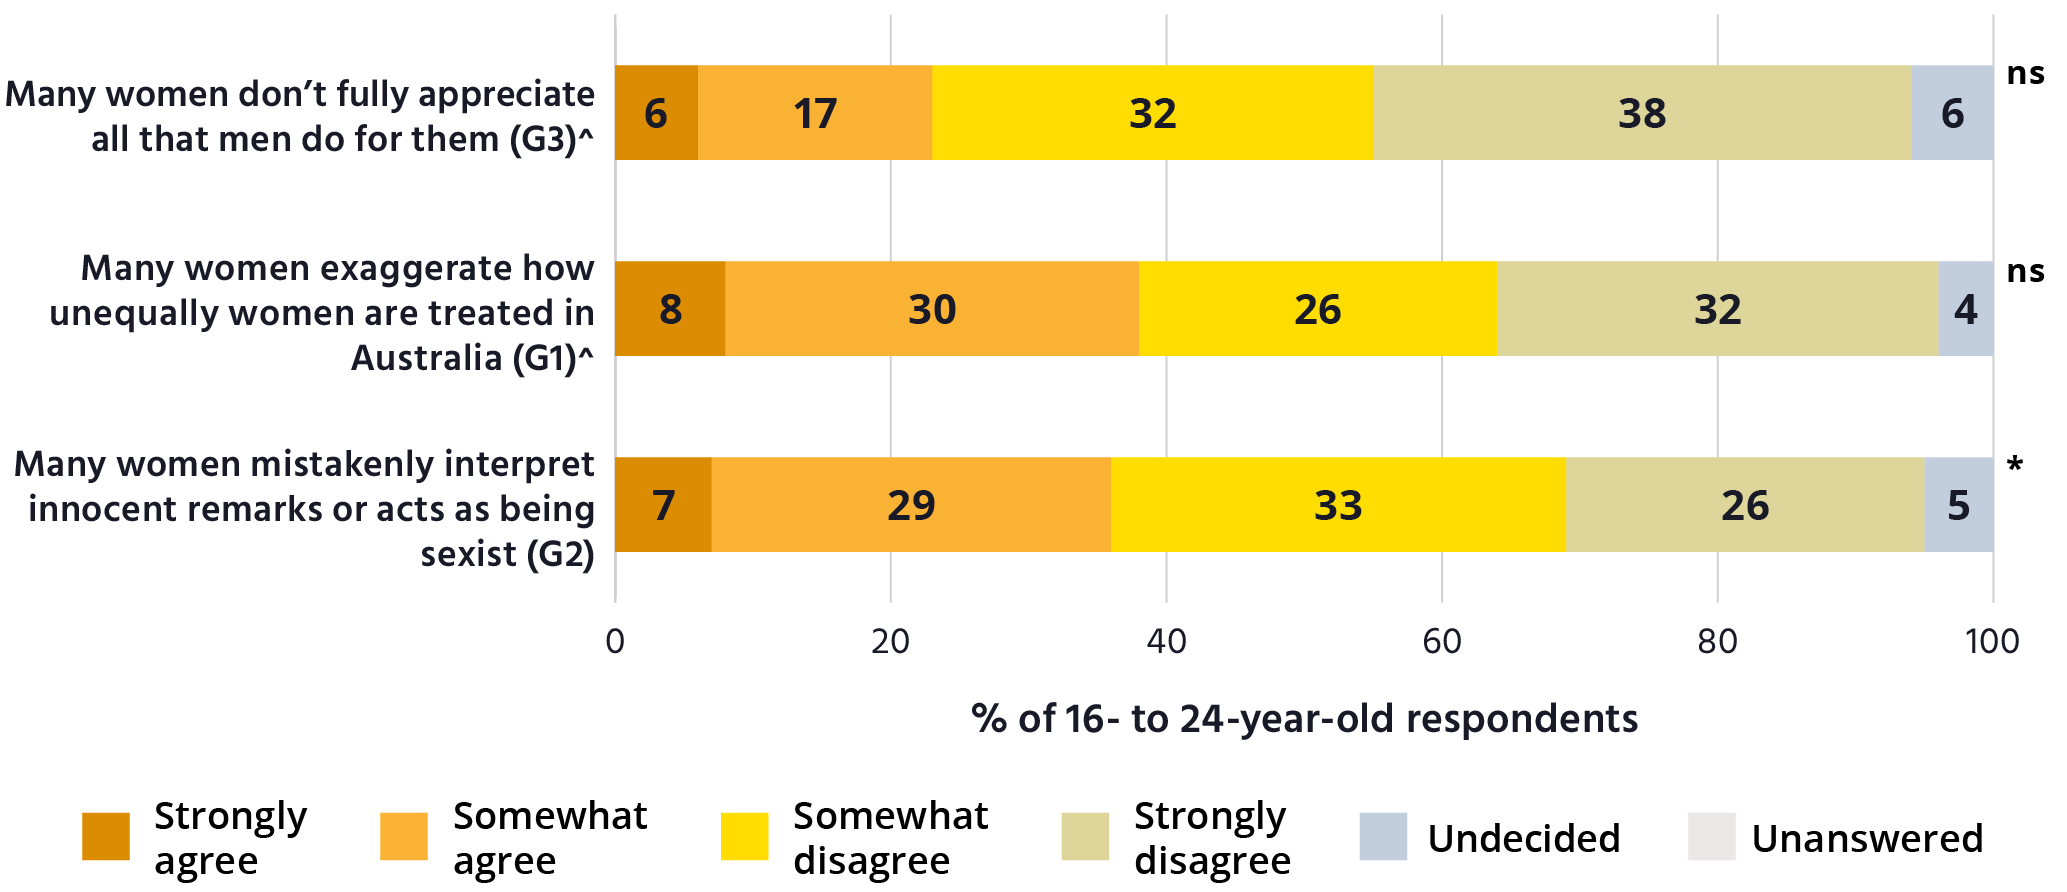 Many women don’t fully appreciate
all that men do for them (G3)^
6 17 32 38 6
ns
Many women exaggerate how
unequally women are treated in
Australia (G1)^
8 30 26 32 4
ns
Many women mistakenly interpret
innocent remarks or acts as being
sexist (G2)
7 29 33 26 5
*
0 20 40 60 80 100
% of 16- to 24-year-old respondents
Strongly
agree
Somewhat
agree
Somewhat
disagree
Strongly
disagree
Undecided
Unanswered